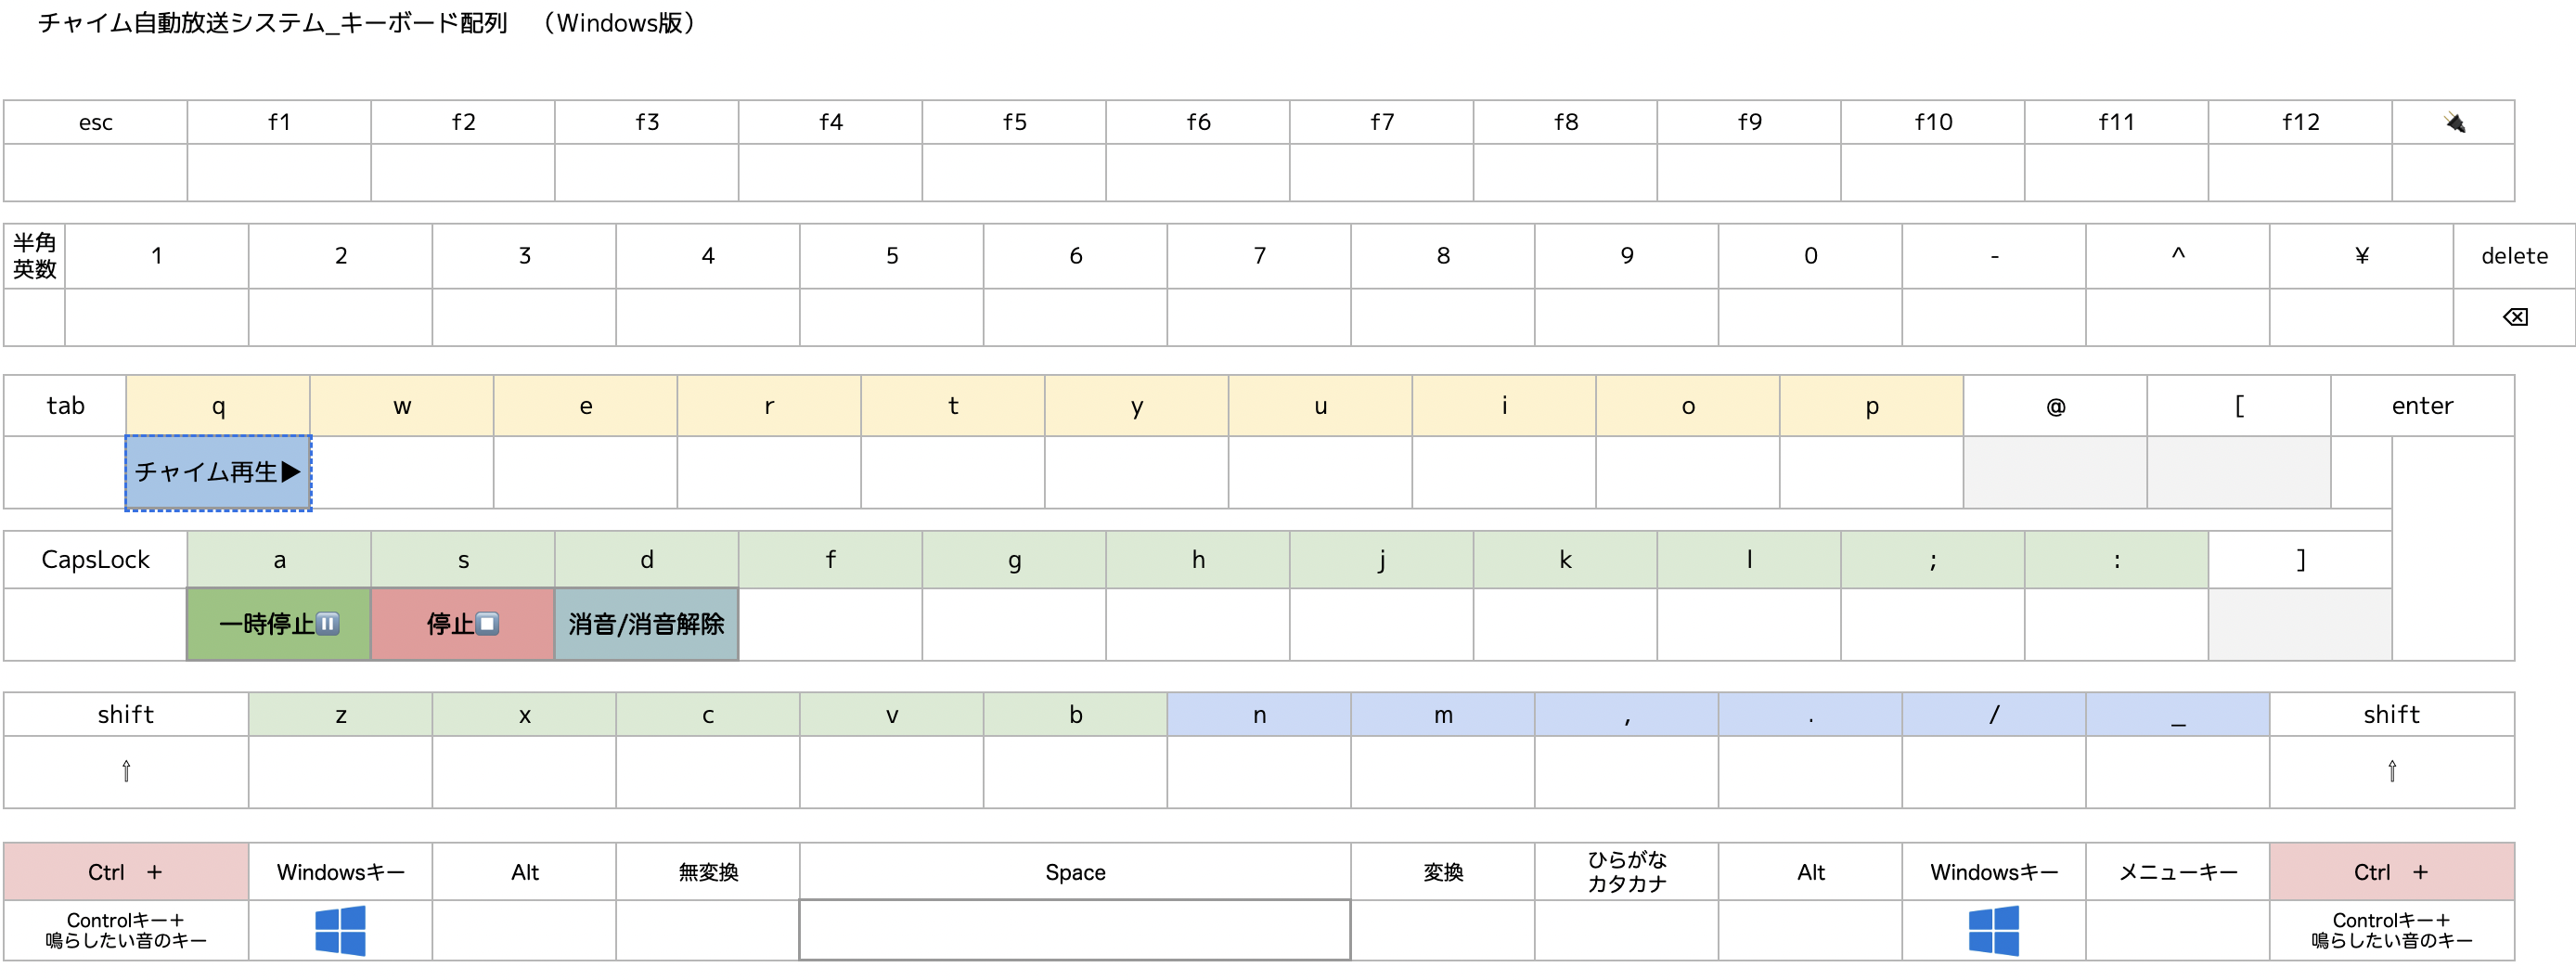 チャイム自動放送システム_キーボード配列　（Windows版）
esc f1 f2 f3 f4 f5 f6 f7 f8 f9 f10 f11 f12
半角
英数
1 2 3 4 5 6 7 8 9 0 - ^ ¥ delete
tab q w e r t y u i o p @ [ enter
チャイム再生▶
CapsLock a s d f g h j k l ; : ]
一時停止⏸ 停止⏹ 消音/消音解除
shift z x c v b n m , . / _ shift
⇧ ⇧
Ctrl　+ Windowsキー Alt 無変換 Space 変換 ひらがな
カタカナ Alt Windowsキー メニューキー Ctrl　+
Controlキー+
鳴らしたい音のキー
Controlキー+
鳴らしたい音のキー